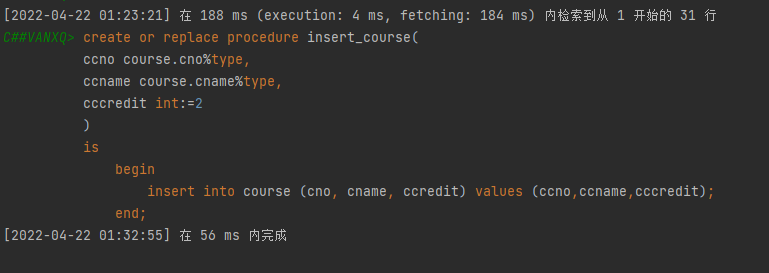 [2022-04-22 01:23:21] 在 188 ms (execution: 4 ms, fetching: 184 ms) 内检索到从 1 开始的 31 行
C##VANXQ> create or replace procedure insert_course(
ccno course.cno%type,
ccname course.cname%type,
cccredit int:=2
)
is
begin
insert into course (cno, cname, ccredit) values (ccno,ccname,cccredit);
end;
[2022-04-22 01:32:55] 在 56 ms 内完成